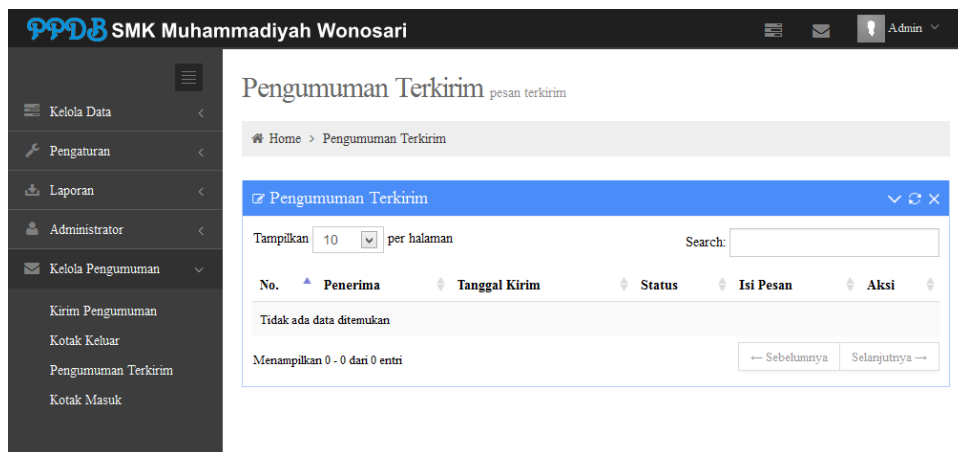 PPDB SMK Muhammadiyah Wonosari
Admin
Kelola Data
Pengaturan
Laporan
Administrator
Kelola Pengumuman
Kirim Pengumuman
Kotak Keluar
Pengumuman Terkirim
Kotak Masuk
Pengumuman Terkirim pesan terkirim
Home > Pengumuman Terkirim
Pengumuman Terkirim
Tampilkan 10 per halaman Search:
No. Penerima Tanggal Kirim Status Isi Pesan Aksi
Tidak ada data ditemukan
Menampilkan 0 - 0 dari 0 entri
← Sebelumnya Selanjutnya →